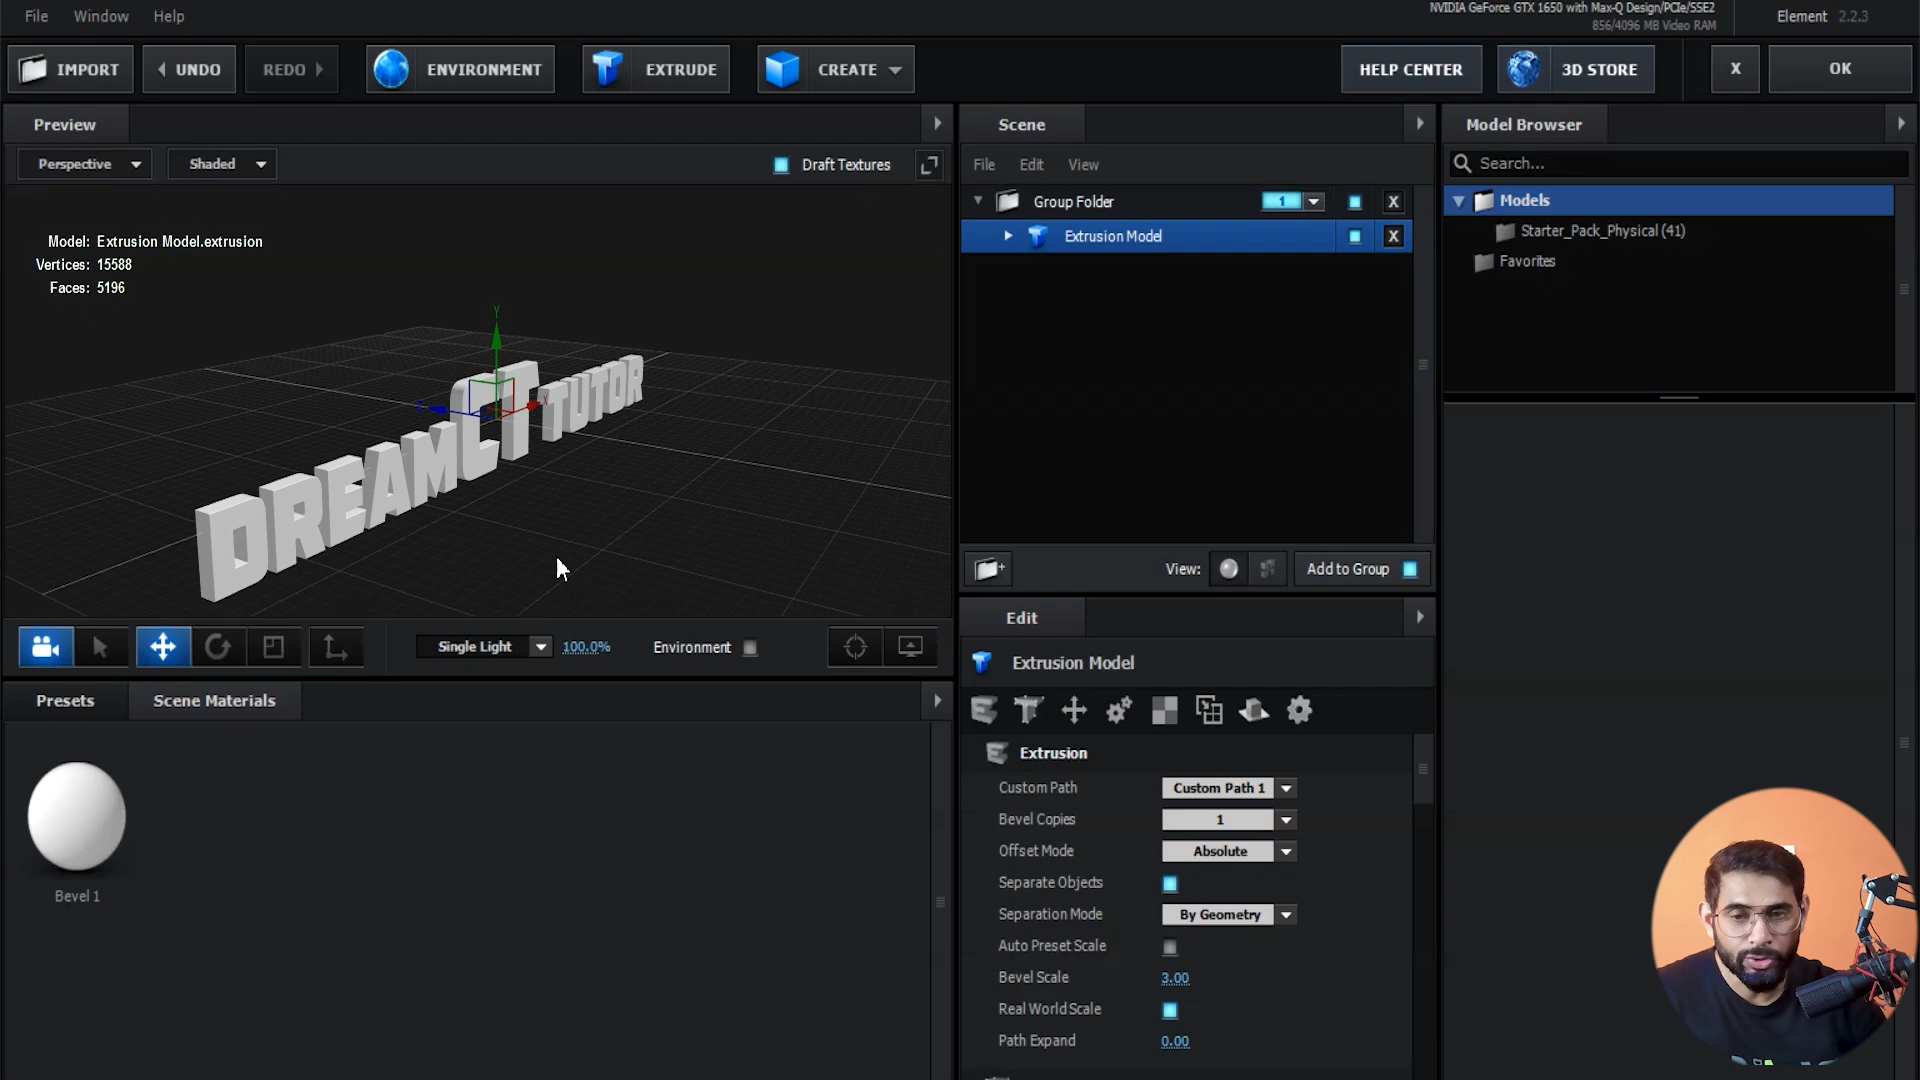 File Window Help
NVIDIA GeForce GTX 1650 with Max-Q Design/PCIe/SSE2
856/4096 MB Video RAM
Element 2.2.3
IMPORT UNDO REDO ENVIRONMENT EXTRUDE CREATE HELP CENTER 3D STORE X OK
Preview
Perspective Shaded Draft Textures
Model: Extrusion Model.extrusion
Vertices: 15588
Faces: 5196
Y
X
DREAM CT TUTOR
Single Light 100.0% Environment
Presets Scene Materials
Bevel 1
Scene
File Edit View
Group Folder 1 X
Extrusion Model X
View: Add to Group
Edit
Extrusion Model
Extrusion
Custom Path Custom Path 1
Bevel Copies 1
Offset Mode Absolute
Separate Objects
Separation Mode By Geometry
Auto Preset Scale
Bevel Scale 3.00
Real World Scale
Path Expand 0.00
Model Browser
Search...
Models
Starter_Pack_Physical (41)
Favorites